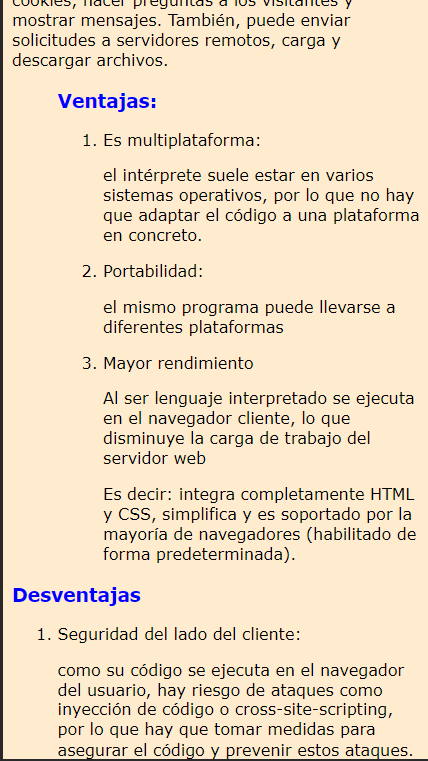 cookies, hacer preguntas a los visitantes y
mostrar mensajes. También, puede enviar
solicitudes a servidores remotos, carga y
descargar archivos.
Ventajas:
1. Es multiplataforma:
el intérprete suele estar en varios
sistemas operativos, por lo que no hay
que adaptar el código a una plataforma
en concreto.
2. Portabilidad:
el mismo programa puede llevarse a
diferentes plataformas
3. Mayor rendimiento
Al ser lenguaje interpretado se ejecuta
en el navegador cliente, lo que
disminuye la carga de trabajo del
servidor web
Es decir: integra completamente HTML
y CSS, simplifica y es soportado por la
mayoría de navegadores (habilitado de
forma predeterminada).
Desventajas
1. Seguridad del lado del cliente:
como su código se ejecuta en el navegador
del usuario, hay riesgo de ataques como
inyección de código o cross-site-scripting,
por lo que hay que tomar medidas para
asegurar el código y prevenir estos ataques.